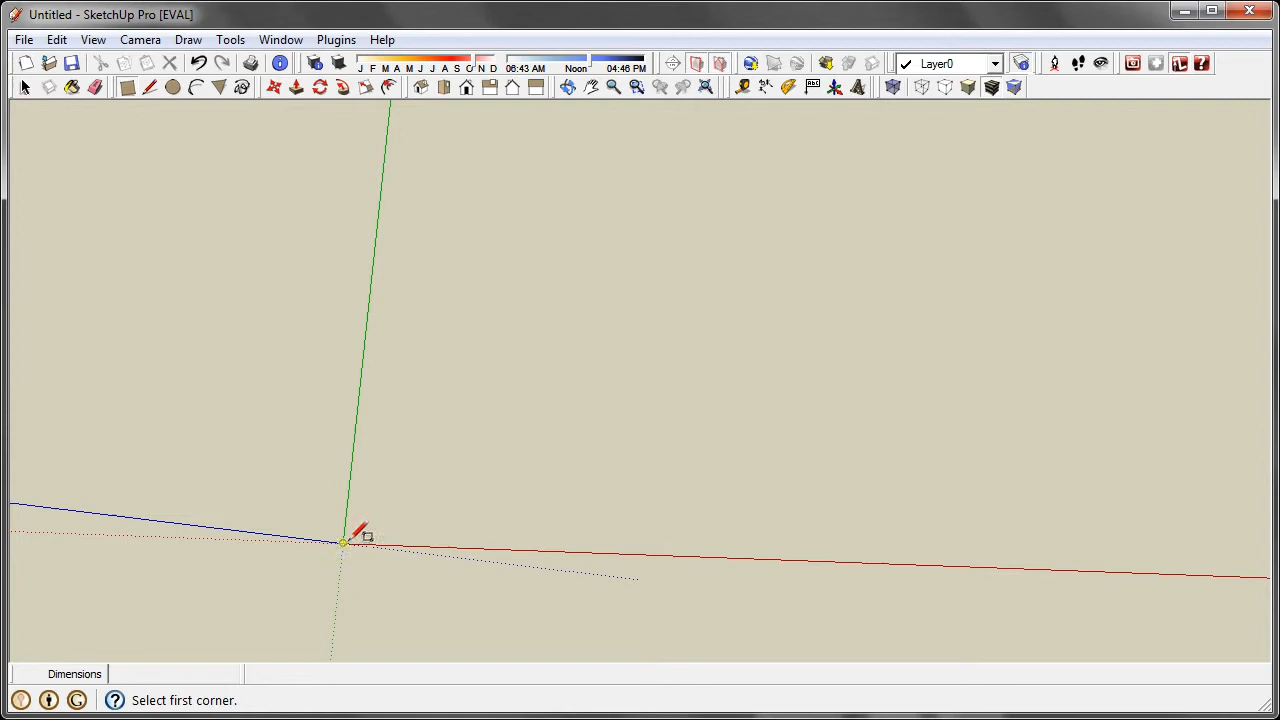 Untitled - SketchUp Pro [EVAL]
File Edit View Camera Draw Tools Window Plugins Help
J F M A M J J A S O N D 06:43 AM Noon 04:46 PM Layer0
Dimensions
Select first corner.